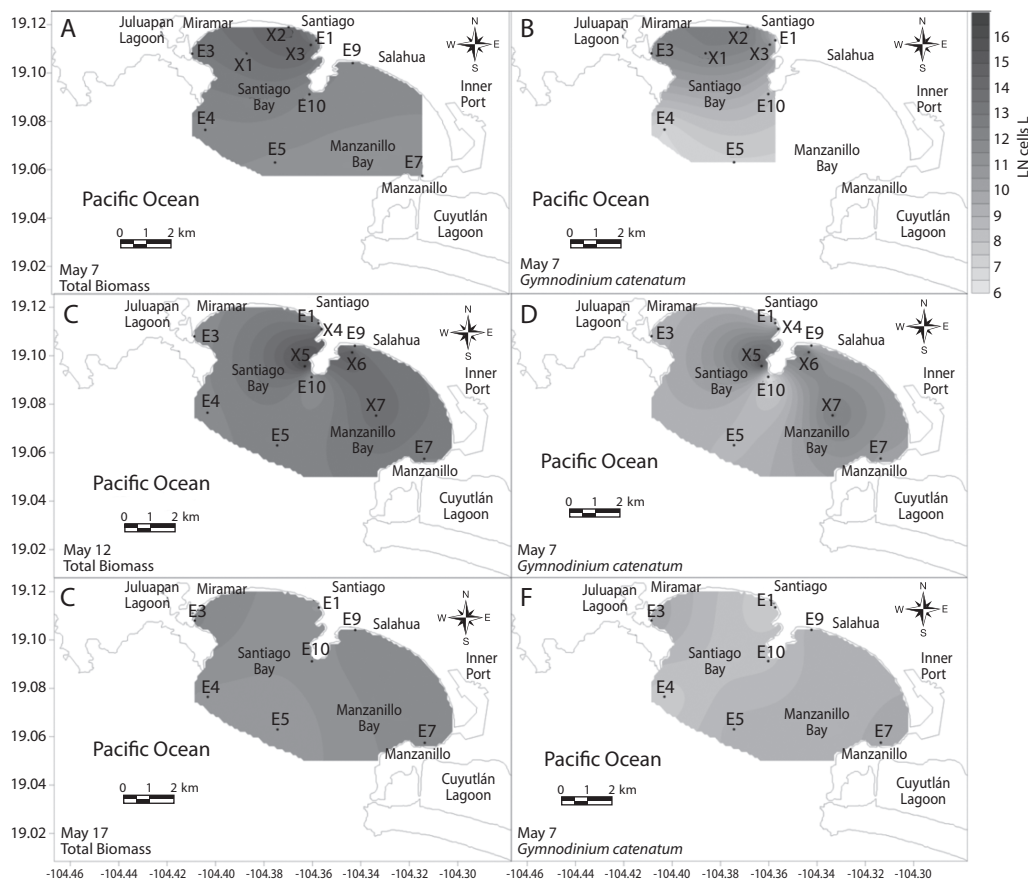 A
Juluapan
Lagoon
Miramar
Santiago
N
W E
S
E3
X1
X2
X3
E1
E9
Salahua
Inner
Port
Santiago
Bay
E10
E4
E5
Manzanillo
Bay
E7
Manzanillo
Pacific Ocean
Cuyutlán
Lagoon
0 1 2 km
May 7
Total Biomass
19.12
19.10
19.08
19.06
19.04
19.02
B
Juluapan
Lagoon
Miramar
Santiago
N
W E
S
E3
X1
X2
X3
E1
Salahua
Inner
Port
Santiago
Bay
E10
E4
E5
Manzanillo
Bay
Manzanillo
Pacific Ocean
Cuyutlán
Lagoon
0 1 2 km
May 7
Gymnodinium catenatum
16
15
14
13
12
11
10
9
8
7
6
LN cells L
C
Juluapan
Lagoon
Miramar
Santiago
N
W E
S
E1
X4
E3
E9
Salahua
X5
X6
Inner
Port
Santiago
Bay
E10
E4
X7
E5
Manzanillo
Bay
E7
Manzanillo
Pacific Ocean
Cuyutlán
Lagoon
0 1 2 km
May 12
Total Biomass
19.12
19.10
19.08
19.06
19.04
19.02
D
Juluapan
Lagoon
Miramar
Santiago
N
W E
S
E1
X4
E3
E9
Salahua
X5
X6
Inner
Port
Santiago
Bay
E10
X7
E5
Manzanillo
Bay
E7
Manzanillo
Pacific Ocean
Cuyutlán
Lagoon
0 1 2 km
May 7
Gymnodinium catenatum
C
Juluapan
Lagoon
Miramar
Santiago
N
W E
S
E3
E1
E9
Salahua
Inner
Port
Santiago
Bay
E10
E4
E5
Manzanillo
Bay
E7
Manzanillo
Pacific Ocean
Cuyutlán
Lagoon
0 1 2 km
May 17
Total Biomass
19.12
19.10
19.08
19.06
19.04
19.02
F
Juluapan
Lagoon
Miramar
Santiago
N
W E
S
E3
E1
E9
Salahua
Inner
Port
Santiago
Bay
E10
E4
E5
Manzanillo
Bay
E7
Manzanillo
Pacific Ocean
Cuyutlán
Lagoon
0 1 2 km
May 7
Gymnodinium catenatum
-104.46 -104.44 -104.42 -104.40 -104.38 -104.36 -104.34 -104.32 -104.30
-104.46 -104.44 -104.42 -104.40 -104.38 -104.36 -104.34 -104.32 -104.30